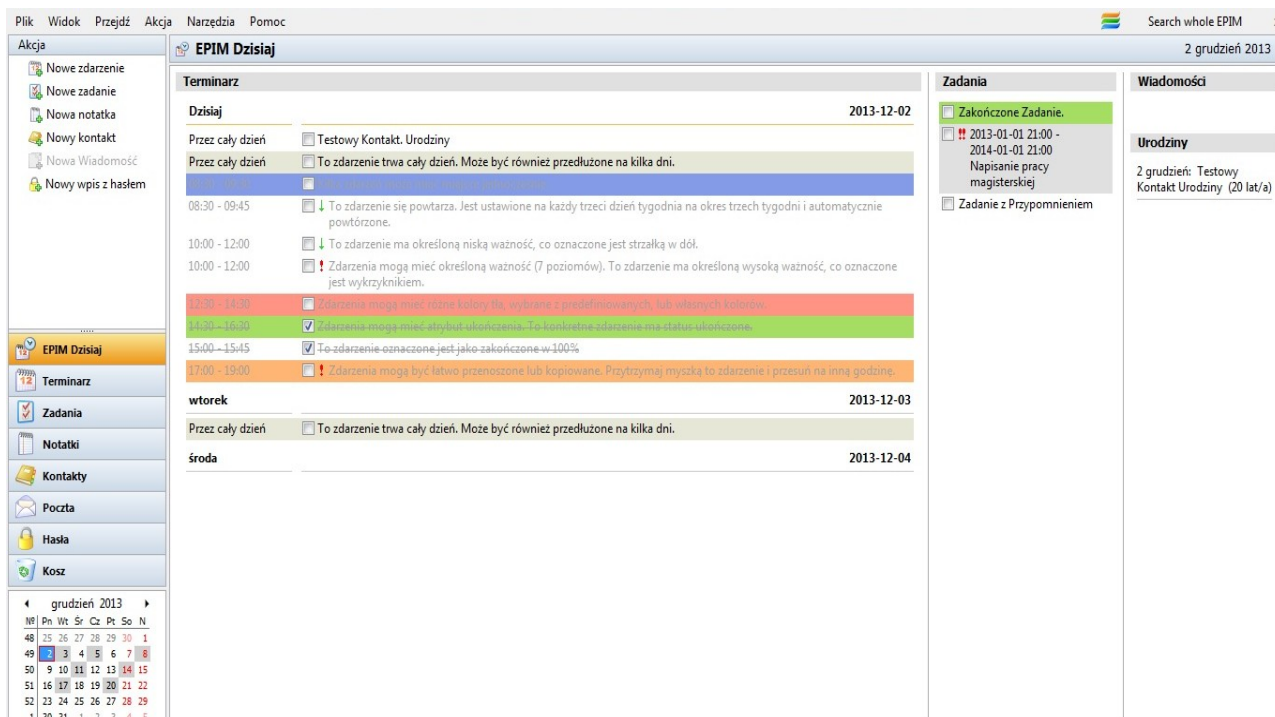 Plik Widok Przejdź Akcja Narzędzia Pomoc
Search whole EPIM
Akcja
Nowe zdarzenie
Nowe zadanie
Nowa notatka
Nowy kontakt
Nowa Wiadomość
Nowy wpis z hasłem
EPIM Dzisiaj
Terminarz
Zadania
Notatki
Kontakty
Poczta
Hasła
Kosz
grudzień 2013
Nº Pn Wt Śr Cz Pt So N
48 25 26 27 28 29 30 1
49 2 3 4 5 6 7 8
50 9 10 11 12 13 14 15
51 16 17 18 19 20 21 22
52 23 24 25 26 27 28 29
1 30 31 1 2 3 4 5
EPIM Dzisiaj
2 grudzień 2013
Terminarz
Dzisiaj 2013-12-02
Przez cały dzień Testowy Kontakt. Urodziny
Przez cały dzień To zdarzenie trwa cały dzień. Może być również przedłużone na kilka dni.
08:30 - 09:45 To zdarzenie się powtarza. Jest ustawione na każdy trzeci dzień tygodnia na okres trzech tygodni i automatycznie
powtórzone.
10:00 - 12:00 To zdarzenie ma określoną niską ważność, co oznaczone jest strzałką w dół.
10:00 - 12:00 Zdarzenia mogą mieć określoną ważność (7 poziomów). To zdarzenie ma określoną wysoką ważność, co oznaczone
jest wykrzyknikiem.
12:30 - 14:30 Zdarzenia mogą mieć różne kolory tła, wybrane z predefiniowanych, lub własnych kolorów.
14:30 - 16:30 Zdarzenia mogą mieć atrybut ukończenia. To konkretne zdarzenie ma status ukończone.
15:00 - 15:45 To zdarzenie oznaczone jest jako zakończone w 100%
17:00 - 19:00 Zdarzenia mogą być łatwo przenoszone lub kopiowane. Przytrzymaj myszką to zdarzenie i przesuń na inną godzinę.
wtorek 2013-12-03
Przez cały dzień To zdarzenie trwa cały dzień. Może być również przedłużone na kilka dni.
środa 2013-12-04
Zadania
Zakończone Zadanie.
2013-01-01 21:00 -
2014-01-01 21:00
Napisanie pracy
magisterskiej
Zadanie z Przypomnieniem
Wiadomości
Urodziny
2 grudzień: Testowy
Kontakt Urodziny (20 lat/a)